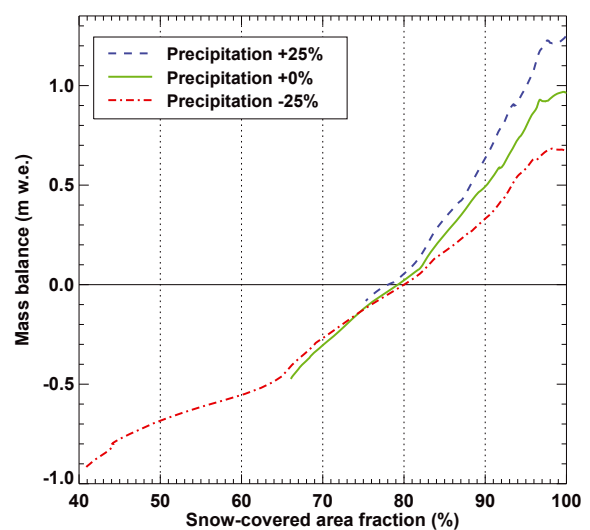 Precipitation +25%
Precipitation +0%
Precipitation -25%
Mass balance (m w.e.)
1.0
0.5
0.0
-0.5
-1.0
40 50 60 70 80 90 100
Snow-covered area fraction (%)